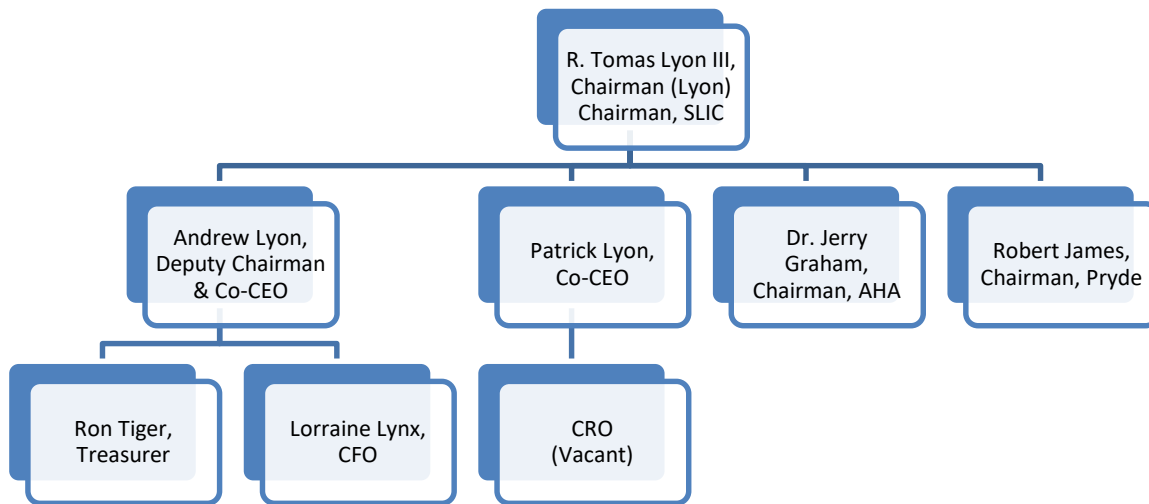 R. Tomas Lyon III,
Chairman (Lyon)
Chairman, SLIC
Andrew Lyon,
Deputy Chairman
& Co-CEO
Patrick Lyon,
Co-CEO
Dr. Jerry
Graham,
Chairman, AHA
Robert James,
Chairman, Pryde
Ron Tiger,
Treasurer
Lorraine Lynx,
CFO
CRO
(Vacant)